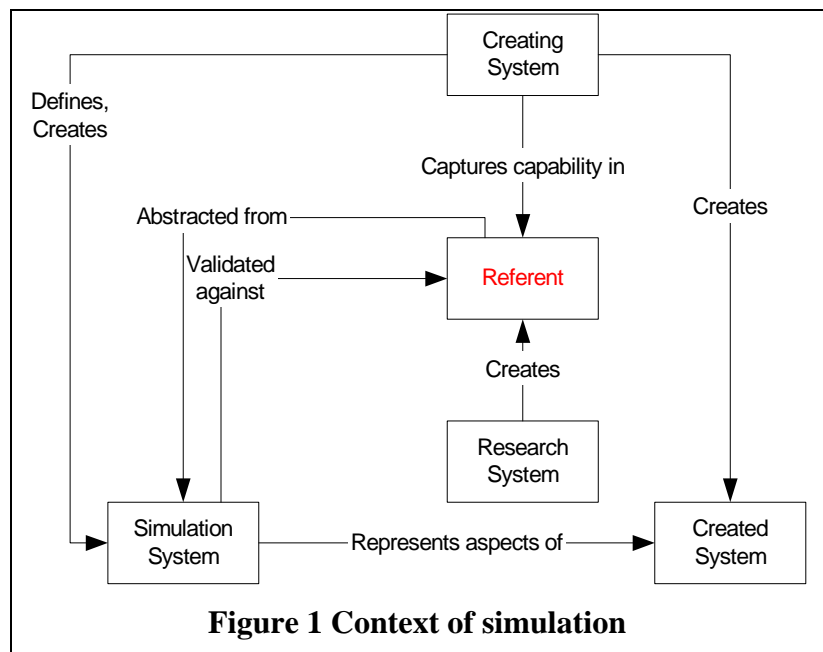 Creating
System
Defines,
Creates
Captures capability in
Creates
Abstracted from
Validated
against
Referent
Creates
Research
System
Simulation
System
Represents aspects of
Created
System
Figure 1 Context of simulation